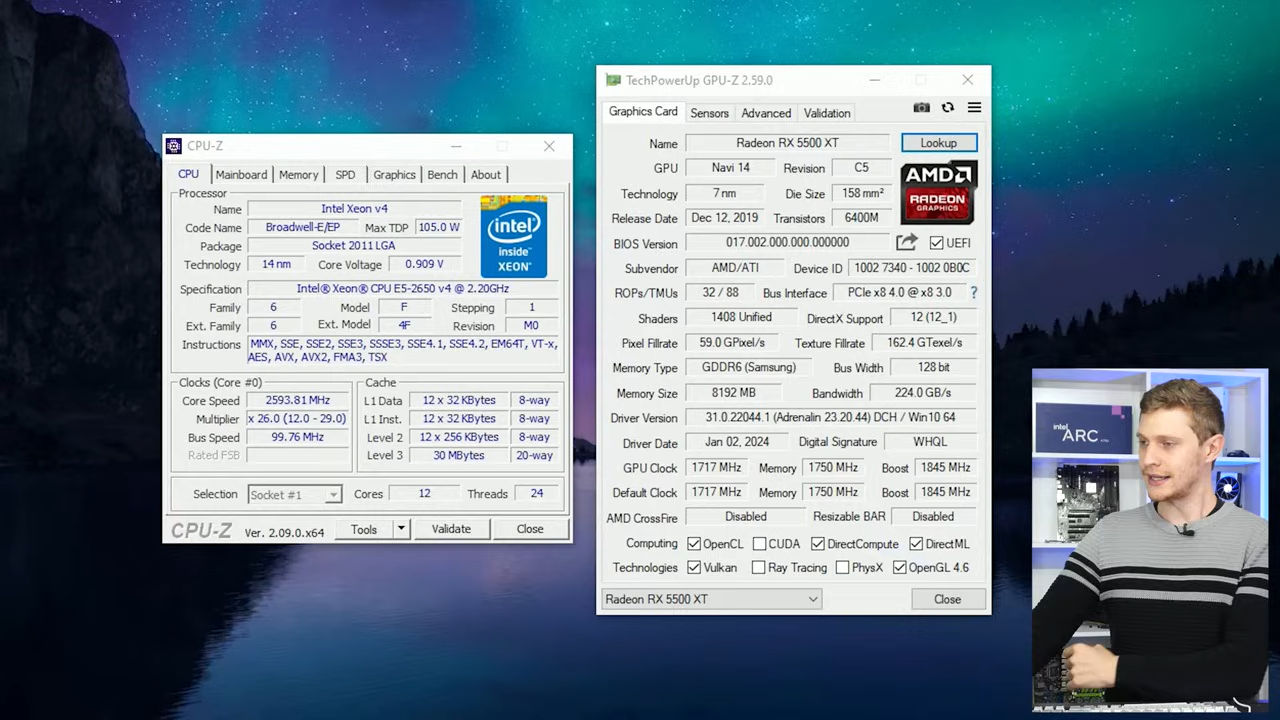 CPU-Z
CPU Mainboard Memory SPD Graphics Bench About
Processor
Name Intel Xeon v4
Code Name Broadwell-E/EP Max TDP 105.0 W
Package Socket 2011 LGA
Technology 14 nm Core Voltage 0.909 V
intel
inside™
XEON®
Specification Intel® Xeon® CPU E5-2650 v4 @ 2.20GHz
Family 6 Model F Stepping 1
Ext. Family 6 Ext. Model 4F Revision M0
Instructions MMX, SSE, SSE2, SSE3, SSSE3, SSE4.1, SSE4.2, EM64T, VT-x,
AES, AVX, AVX2, FMA3, TSX
Clocks (Core #0)
Core Speed 2593.81 MHz
Multiplier x 26.0 (12.0 - 29.0)
Bus Speed 99.76 MHz
Rated FSB
Cache
L1 Data 12 x 32 KBytes 8-way
L1 Inst. 12 x 32 KBytes 8-way
Level 2 12 x 256 KBytes 8-way
Level 3 30 MBytes 20-way
Selection Socket #1 Cores 12 Threads 24
CPU-Z Ver. 2.09.0.x64 Tools Validate Close
TechPowerUp GPU-Z 2.59.0
Graphics Card Sensors Advanced Validation
Name Radeon RX 5500 XT Lookup
GPU Navi 14 Revision C5
Technology 7 nm Die Size 158 mm²
Release Date Dec 12, 2019 Transistors 6400M
AMD
RADEON
GRAPHICS
BIOS Version 017.002.000.000.000000 UEFI
Subvendor AMD/ATI Device ID 1002 7340 - 1002 0B0C
ROPs/TMUs 32 / 88 Bus Interface PCIe x8 4.0 @ x8 3.0 ?
Shaders 1408 Unified DirectX Support 12 (12_1)
Pixel Fillrate 59.0 GPixel/s Texture Fillrate 162.4 GTexel/s
Memory Type GDDR6 (Samsung) Bus Width 128 bit
Memory Size 8192 MB Bandwidth 224.0 GB/s
Driver Version 31.0.22044.1 (Adrenalin 23.20.44) DCH / Win10 64
Driver Date Jan 02, 2024 Digital Signature WHQL
GPU Clock 1717 MHz Memory 1750 MHz Boost 1845 MHz
Default Clock 1717 MHz Memory 1750 MHz Boost 1845 MHz
AMD CrossFire Disabled Resizable BAR Disabled
Computing OpenCL CUDA DirectCompute DirectML
Technologies Vulkan Ray Tracing PhysX OpenGL 4.6
Radeon RX 5500 XT Close
intel
ARC